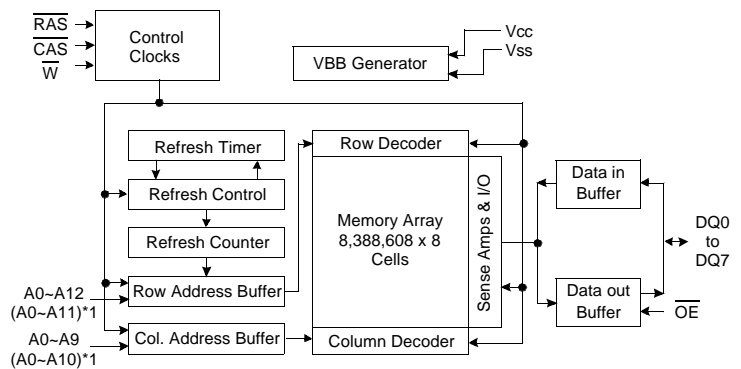 RAS
CAS
W
Control
Clocks
VBB Generator
Vcc
Vss
Refresh Timer
Refresh Control
Refresh Counter
Row Address Buffer
Col. Address Buffer
A0~A12
(A0~A11)*1
A0~A9
(A0~A10)*1
Row Decoder
Memory Array
8,388,608 x 8
Cells
Column Decoder
Sense Amps & I/O
Data in
Buffer
Data out
Buffer
DQ0
to
DQ7
OE